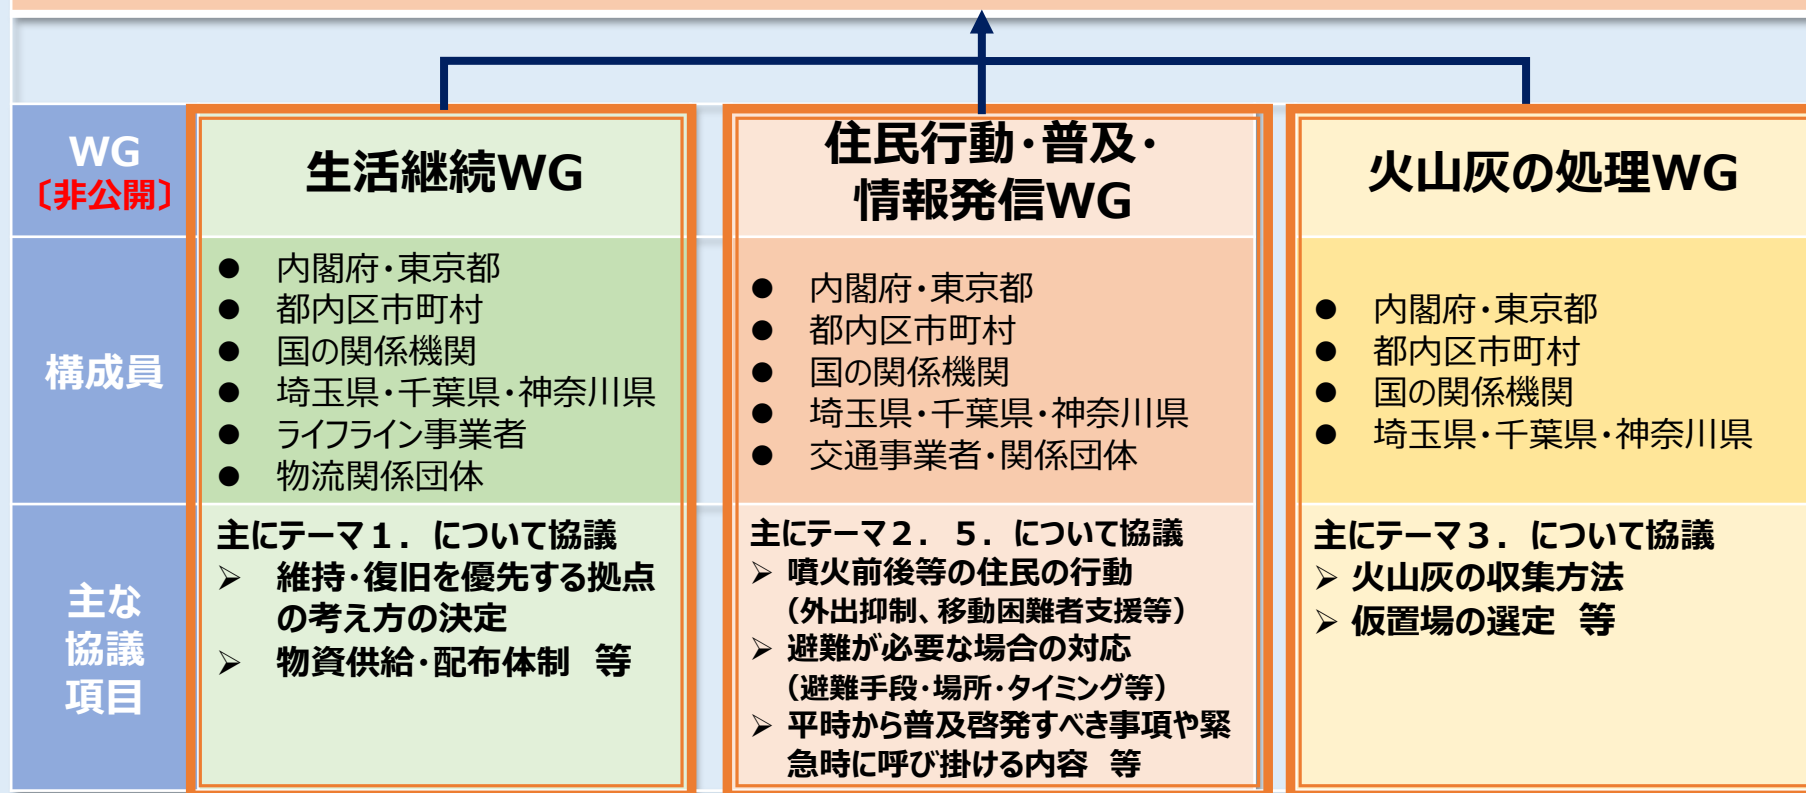 WG
〔非公開〕
生活継続WG
住民行動・普及・
情報発信WG
火山灰の処理WG
構成員
● 内閣府・東京都
● 都内区市町村
● 国の関係機関
● 埼玉県・千葉県・神奈川県
● ライフライン事業者
● 物流関係団体
● 内閣府・東京都
● 都内区市町村
● 国の関係機関
● 埼玉県・千葉県・神奈川県
● 交通事業者・関係団体
● 内閣府・東京都
● 都内区市町村
● 国の関係機関
● 埼玉県・千葉県・神奈川県
主な
協議
項目
主にテーマ１．について協議
➢ 維持・復旧を優先する拠点
の考え方の決定
➢ 物資供給・配布体制　等
主にテーマ２．５．について協議
➢ 噴火前後等の住民の行動
（外出抑制、移動困難者支援等）
➢ 避難が必要な場合の対応
（避難手段・場所・タイミング等）
➢ 平時から普及啓発すべき事項や緊
急時に呼び掛ける内容　等
主にテーマ３．について協議
➢ 火山灰の収集方法
➢ 仮置場の選定　等